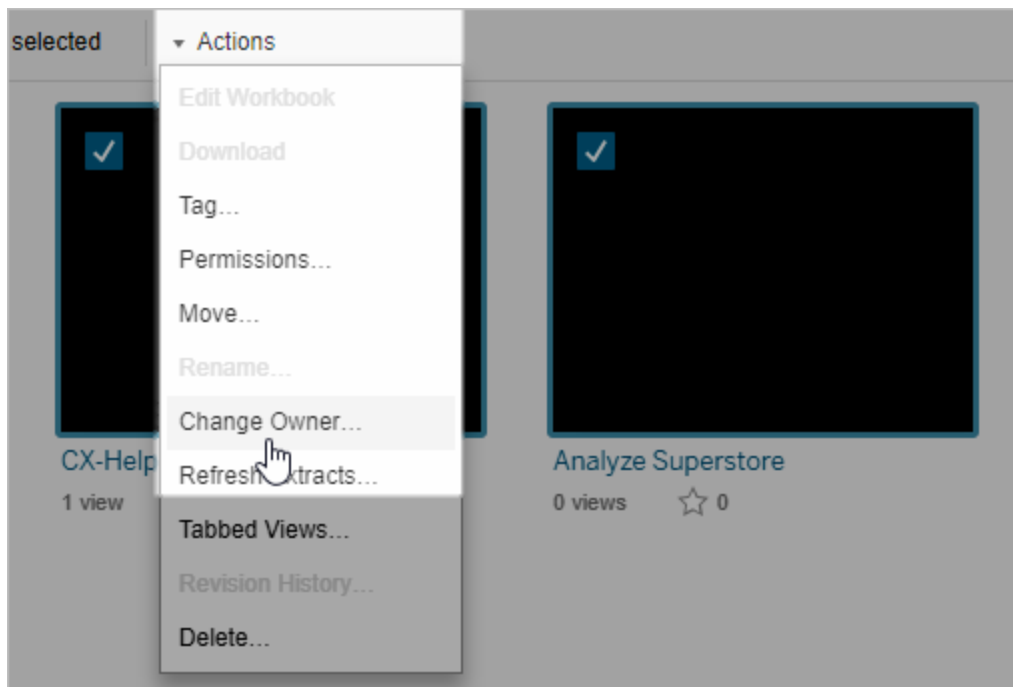 selected
Actions
Edit Workbook
Download
Tag...
Permissions...
Move...
Rename...
Change Owner...
Refresh Extracts...
Tabbed Views...
Revision History...
Delete...
CX-Help
1 view
Analyze Superstore
0 views 0